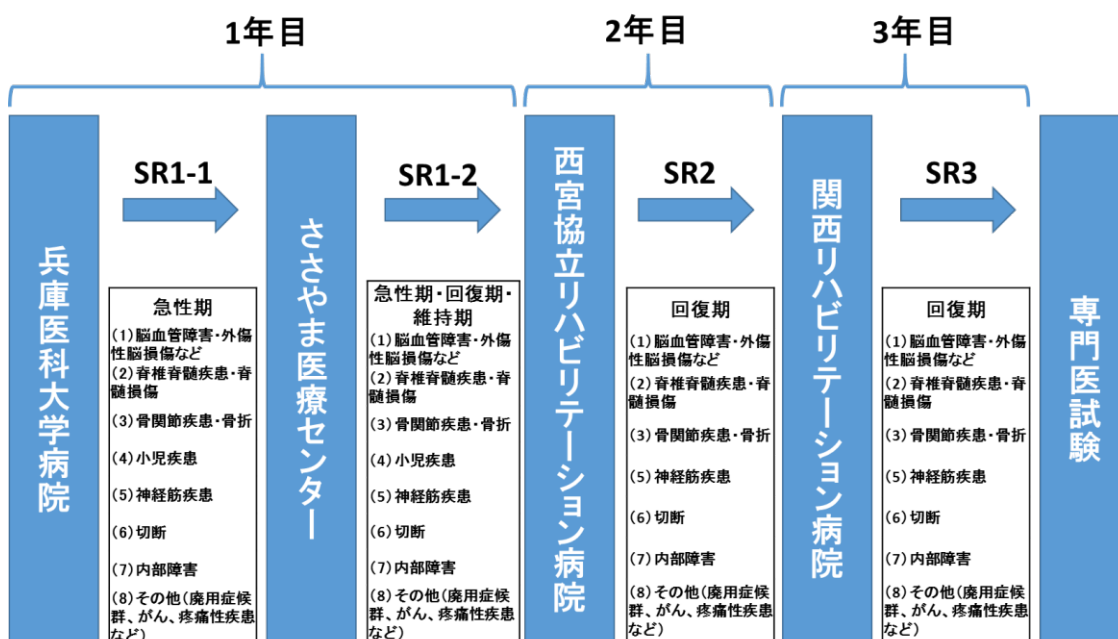 1年目
2年目
3年目
兵庫医科大学病院
SR1-1
急性期
(1)脳血管障害・外傷
性脳損傷など
(2)脊椎脊髄疾患・脊
髄損傷
(3)骨関節疾患・骨折
(4)小児疾患
(5)神経筋疾患
(6)切断
(7)内部障害
(8)その他(廃用症候
群、がん、疼痛性疾患
など)
ささやま医療センター
SR1-2
急性期・回復期・
維持期
(1)脳血管障害・外傷
性脳損傷など
(2)脊椎脊髄疾患・脊
髄損傷
(3)骨関節疾患・骨折
(4)小児疾患
(5)神経筋疾患
(6)切断
(7)内部障害
(8)その他(廃用症候
群、がん、疼痛性疾患
など)
西宮協立リハビリテーション病院
SR2
回復期
(1)脳血管障害・外傷
性脳損傷など
(2)脊椎脊髄疾患・脊
髄損傷
(3)骨関節疾患・骨折
(5)神経筋疾患
(6)切断
(7)内部障害
(8)その他(廃用症候
群、がん、疼痛性疾患
など)
関西リハビリテーション病院
SR3
回復期
(1)脳血管障害・外傷
性脳損傷など
(2)脊椎脊髄疾患・脊
髄損傷
(3)骨関節疾患・骨折
(5)神経筋疾患
(6)切断
(7)内部障害
(8)その他(廃用症候
群、がん、疼痛性疾患
など)
専門医試験